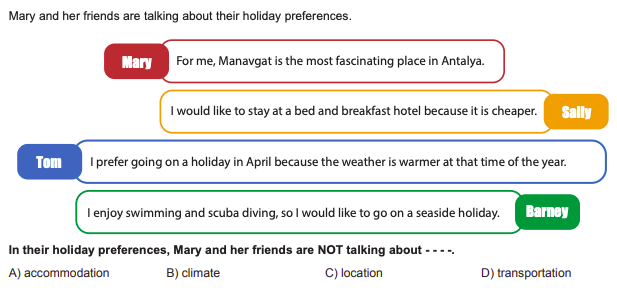 Mary and her friends are talking about their holiday preferences.
Mary
For me, Manavgat is the most fascinating place in Antalya.
I would like to stay at a bed and breakfast hotel because it is cheaper.
Sally
Tom
I prefer going on a holiday in April because the weather is warmer at that time of the year.
I enjoy swimming and scuba diving, so I would like to go on a seaside holiday.
Barney
In their holiday preferences, Mary and her friends are NOT talking about - - - -.
A) accommodation B) climate C) location D) transportation